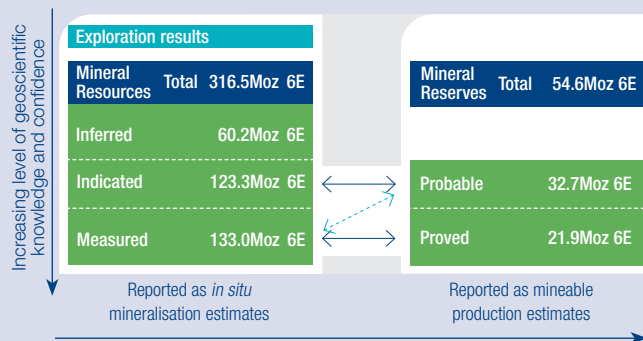 Increasing level of geoscientific
knowledge and confidence
Exploration results
Mineral
Resources Total 316.5Moz 6E
Inferred 60.2Moz 6E
Indicated 123.3Moz 6E
Measured 133.0Moz 6E
Reported as in situ
mineralisation estimates
Mineral
Reserves Total 54.6Moz 6E
Probable 32.7Moz 6E
Proved 21.9Moz 6E
Reported as mineable
production estimates